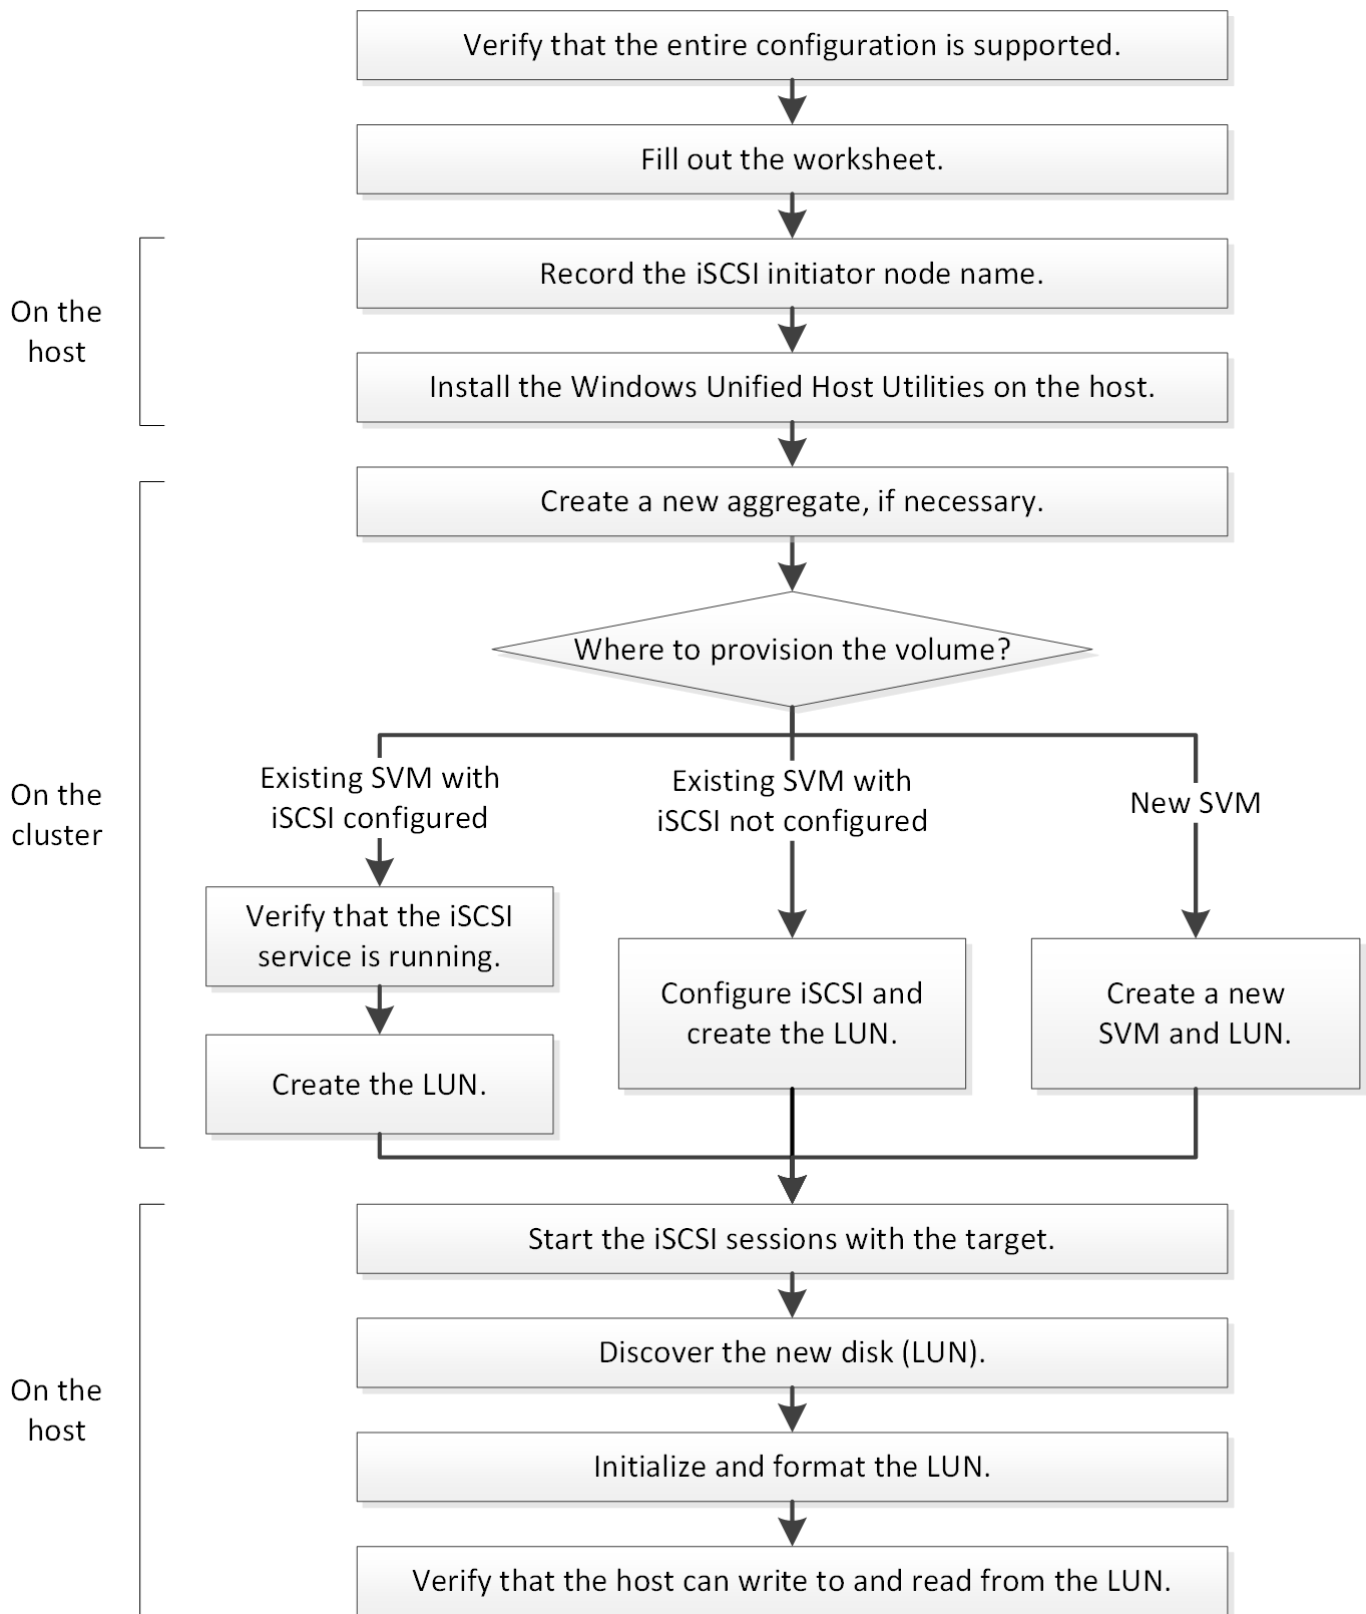 Verify that the entire configuration is supported.
Fill out the worksheet.
On the
host
Record the iSCSI initiator node name.
Install the Windows Unified Host Utilities on the host.
On the
cluster
Create a new aggregate, if necessary.
Where to provision the volume?
Existing SVM with
iSCSI configured
Existing SVM with
iSCSI not configured
New SVM
Verify that the iSCSI
service is running.
Create the LUN.
Configure iSCSI and
create the LUN.
Create a new
SVM and LUN.
On the
host
Start the iSCSI sessions with the target.
Discover the new disk (LUN).
Initialize and format the LUN.
Verify that the host can write to and read from the LUN.